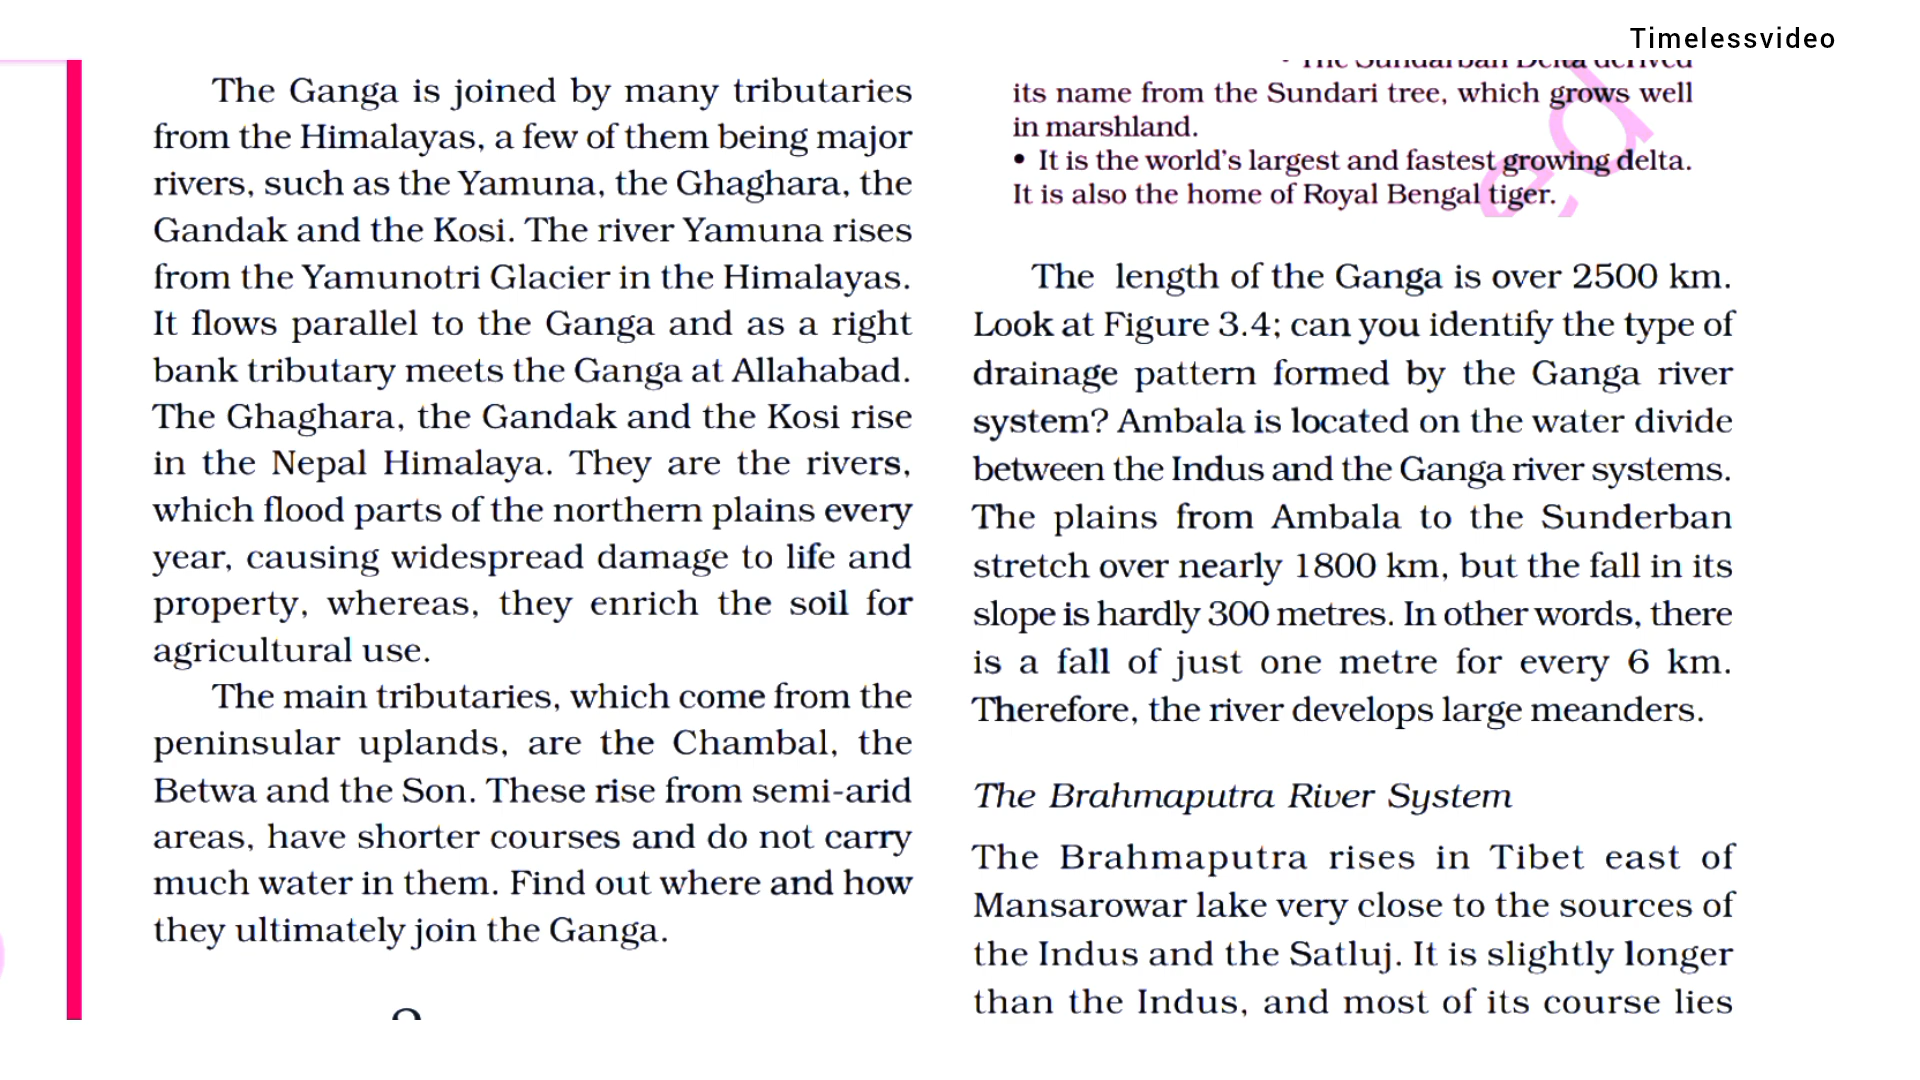 Timelessvideo
The Ganga is joined by many tributaries
from the Himalayas, a few of them being major
rivers, such as the Yamuna, the Ghaghara, the
Gandak and the Kosi. The river Yamuna rises
from the Yamunotri Glacier in the Himalayas.
It flows parallel to the Ganga and as a right
bank tributary meets the Ganga at Allahabad.
The Ghaghara, the Gandak and the Kosi rise
in the Nepal Himalaya. They are the rivers,
which flood parts of the northern plains every
year, causing widespread damage to life and
property, whereas, they enrich the soil for
agricultural use.
The main tributaries, which come from the
peninsular uplands, are the Chambal, the
Betwa and the Son. These rise from semi-arid
areas, have shorter courses and do not carry
much water in them. Find out where and how
they ultimately join the Ganga.
• The Sundarban Delta derived
its name from the Sundari tree, which grows well
in marshland.
• It is the world's largest and fastest growing delta.
It is also the home of Royal Bengal tiger.
The length of the Ganga is over 2500 km.
Look at Figure 3.4; can you identify the type of
drainage pattern formed by the Ganga river
system? Ambala is located on the water divide
between the Indus and the Ganga river systems.
The plains from Ambala to the Sunderban
stretch over nearly 1800 km, but the fall in its
slope is hardly 300 metres. In other words, there
is a fall of just one metre for every 6 km.
Therefore, the river develops large meanders.
The Brahmaputra River System
The Brahmaputra rises in Tibet east of
Mansarowar lake very close to the sources of
the Indus and the Satluj. It is slightly longer
than the Indus, and most of its course lies